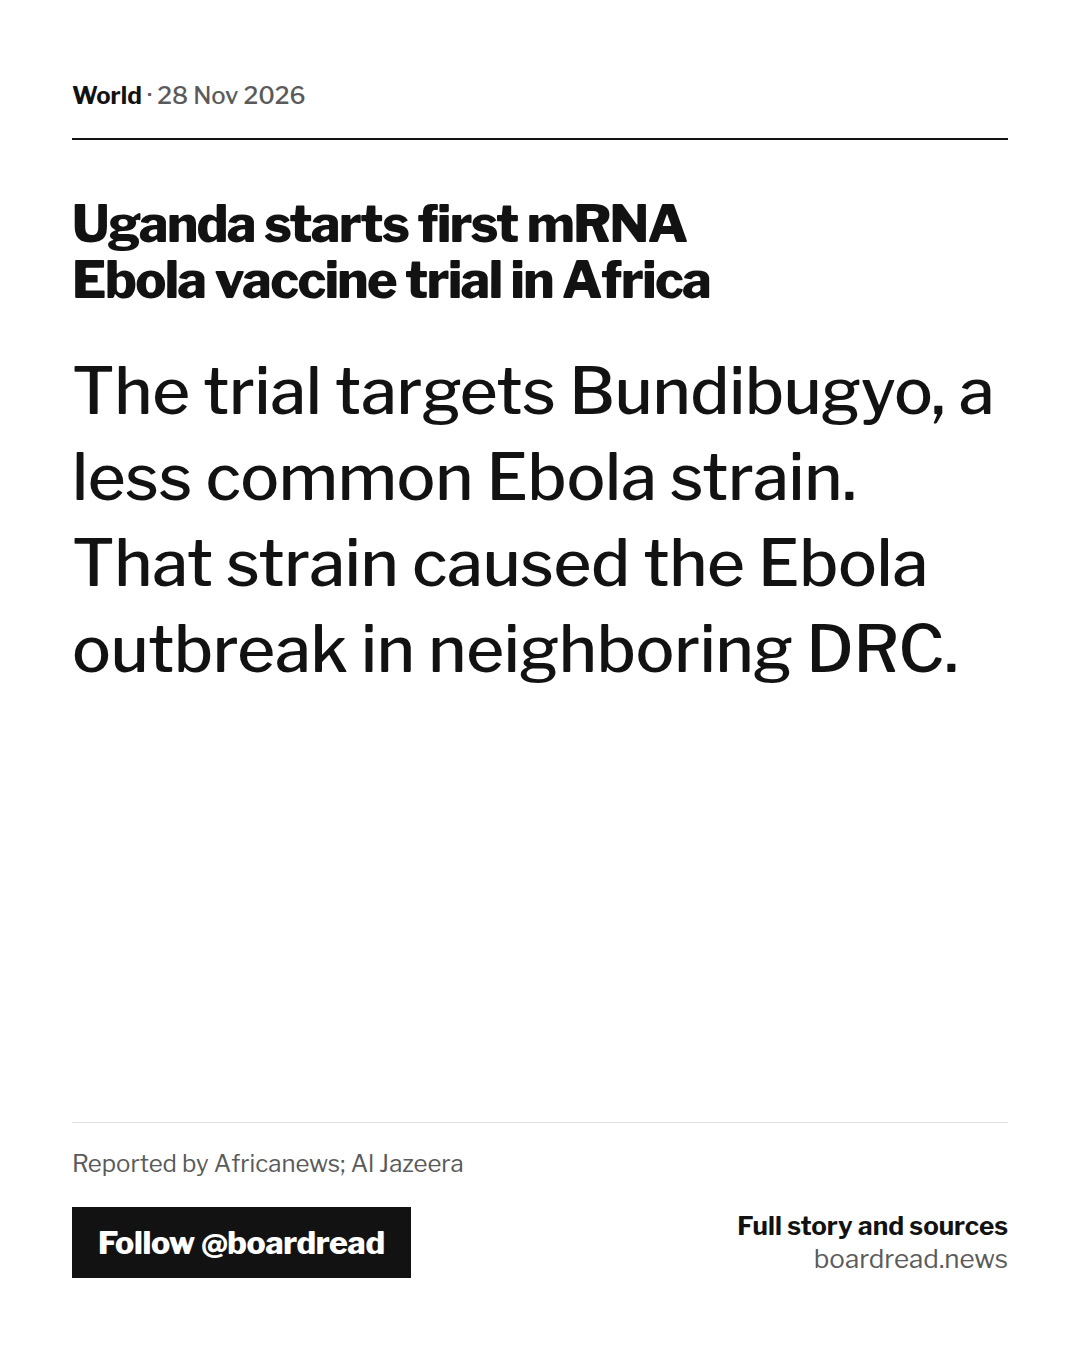 World · 28 Nov 2026
Uganda starts first mRNA
Ebola vaccine trial in Africa
The trial targets Bundibugyo, a
less common Ebola strain.
That strain caused the Ebola
outbreak in neighboring DRC.
Reported by Africanews; Al Jazeera
Follow @boardread
Full story and sources
boardread.news